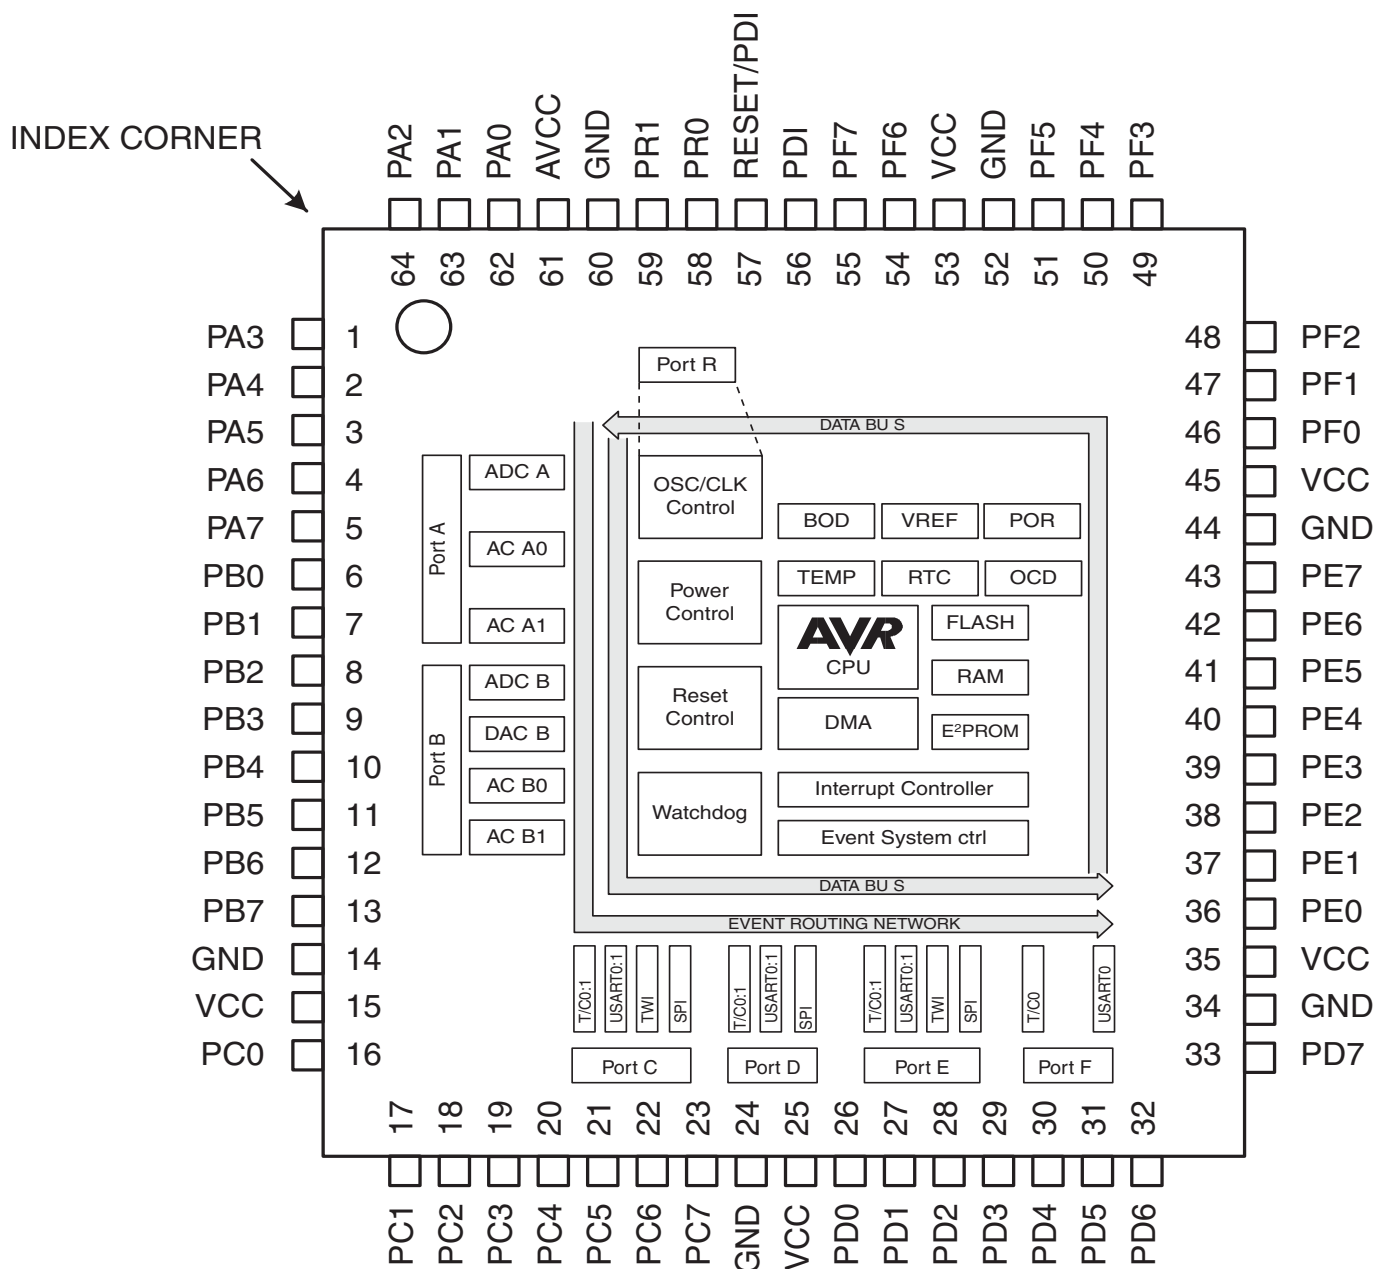 INDEX CORNER
PA2
PA1
PA0
AVCC
GND
PR1
PR0
RESET/PDI
PDI
PF7
PF6
VCC
GND
PF5
PF4
PF3
64
63
62
61
60
59
58
57
56
55
54
53
52
51
50
49
PA3 1
PA4 2
PA5 3
PA6 4
PA7 5
PB0 6
PB1 7
PB2 8
PB3 9
PB4 10
PB5 11
PB6 12
PB7 13
GND 14
VCC 15
PC0 16
48 PF2
47 PF1
46 PF0
45 VCC
44 GND
43 PE7
42 PE6
41 PE5
40 PE4
39 PE3
38 PE2
37 PE1
36 PE0
35 VCC
34 GND
33 PD7
Port R
DATA BU S
Port A
ADC A
AC A0
AC A1
Port B
ADC B
DAC B
AC B0
AC B1
OSC/CLK
Control
Power
Control
Reset
Control
Watchdog
BOD
VREF
POR
TEMP
RTC
OCD
AVR
CPU
FLASH
RAM
DMA
E²PROM
Interrupt Controller
Event System ctrl
DATA BU S
EVENT ROUTING NETWORK
T/C0:1
USART0:1
TWI
SPI
T/C0:1
USART0:1
SPI
T/C0:1
USART0:1
TWI
SPI
T/C0
USART0
Port C
Port D
Port E
Port F
17
18
19
20
21
22
23
24
25
26
27
28
29
30
31
32
PC1
PC2
PC3
PC4
PC5
PC6
PC7
GND
VCC
PD0
PD1
PD2
PD3
PD4
PD5
PD6